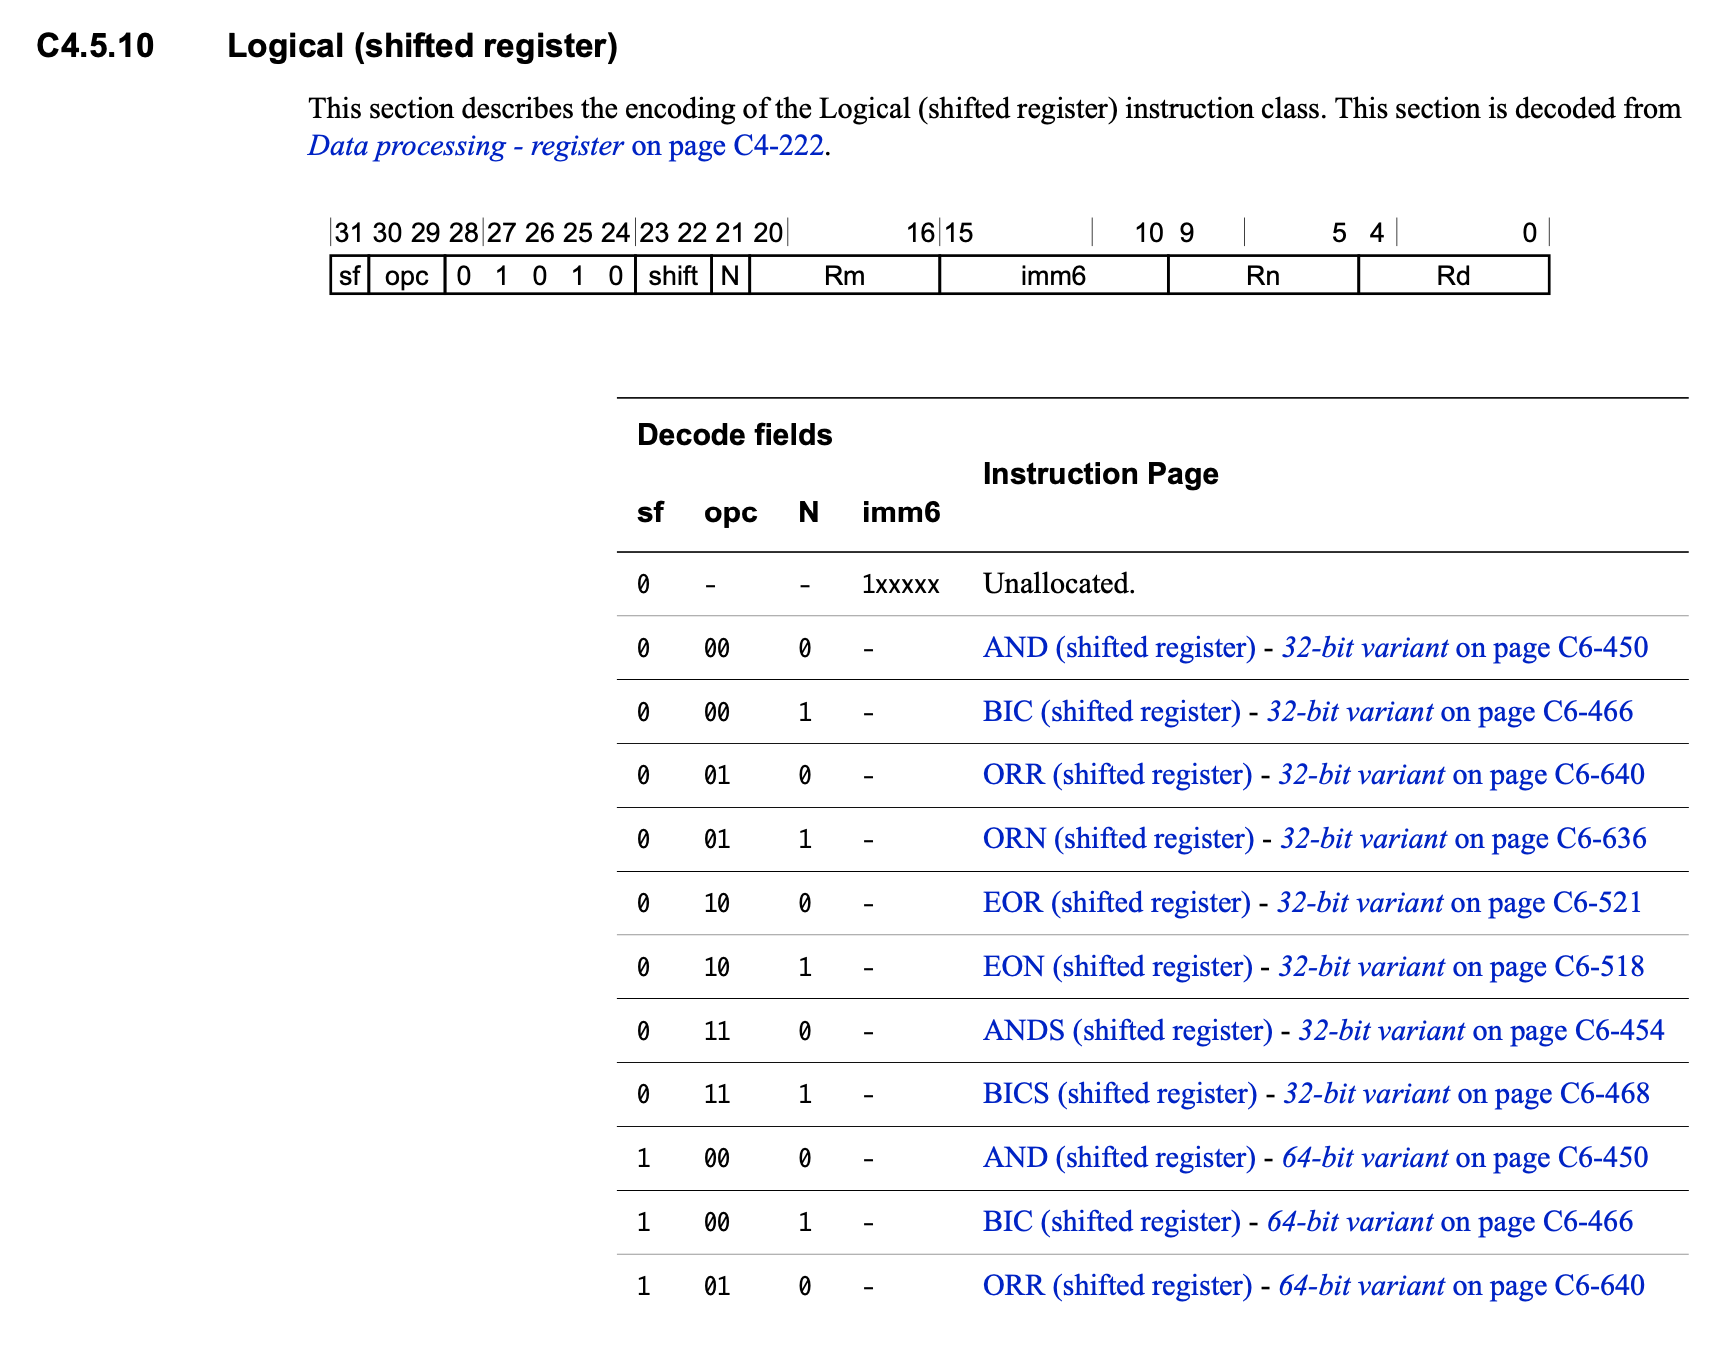 C4.5.10 Logical (shifted register)
This section describes the encoding of the Logical (shifted register) instruction class. This section is decoded from
Data processing - register on page C4-222.
31 30 29 28 27 26 25 24 23 22 21 20 16 15 10 9 5 4 0
sf opc 0 1 0 1 0 shift N Rm imm6 Rn Rd
Decode fields
Instruction Page
sf opc N imm6
0 - - 1xxxxx Unallocated.
0 00 0 - AND (shifted register) - 32-bit variant on page C6-450
0 00 1 - BIC (shifted register) - 32-bit variant on page C6-466
0 01 0 - ORR (shifted register) - 32-bit variant on page C6-640
0 01 1 - ORN (shifted register) - 32-bit variant on page C6-636
0 10 0 - EOR (shifted register) - 32-bit variant on page C6-521
0 10 1 - EON (shifted register) - 32-bit variant on page C6-518
0 11 0 - ANDS (shifted register) - 32-bit variant on page C6-454
0 11 1 - BICS (shifted register) - 32-bit variant on page C6-468
1 00 0 - AND (shifted register) - 64-bit variant on page C6-450
1 00 1 - BIC (shifted register) - 64-bit variant on page C6-466
1 01 0 - ORR (shifted register) - 64-bit variant on page C6-640